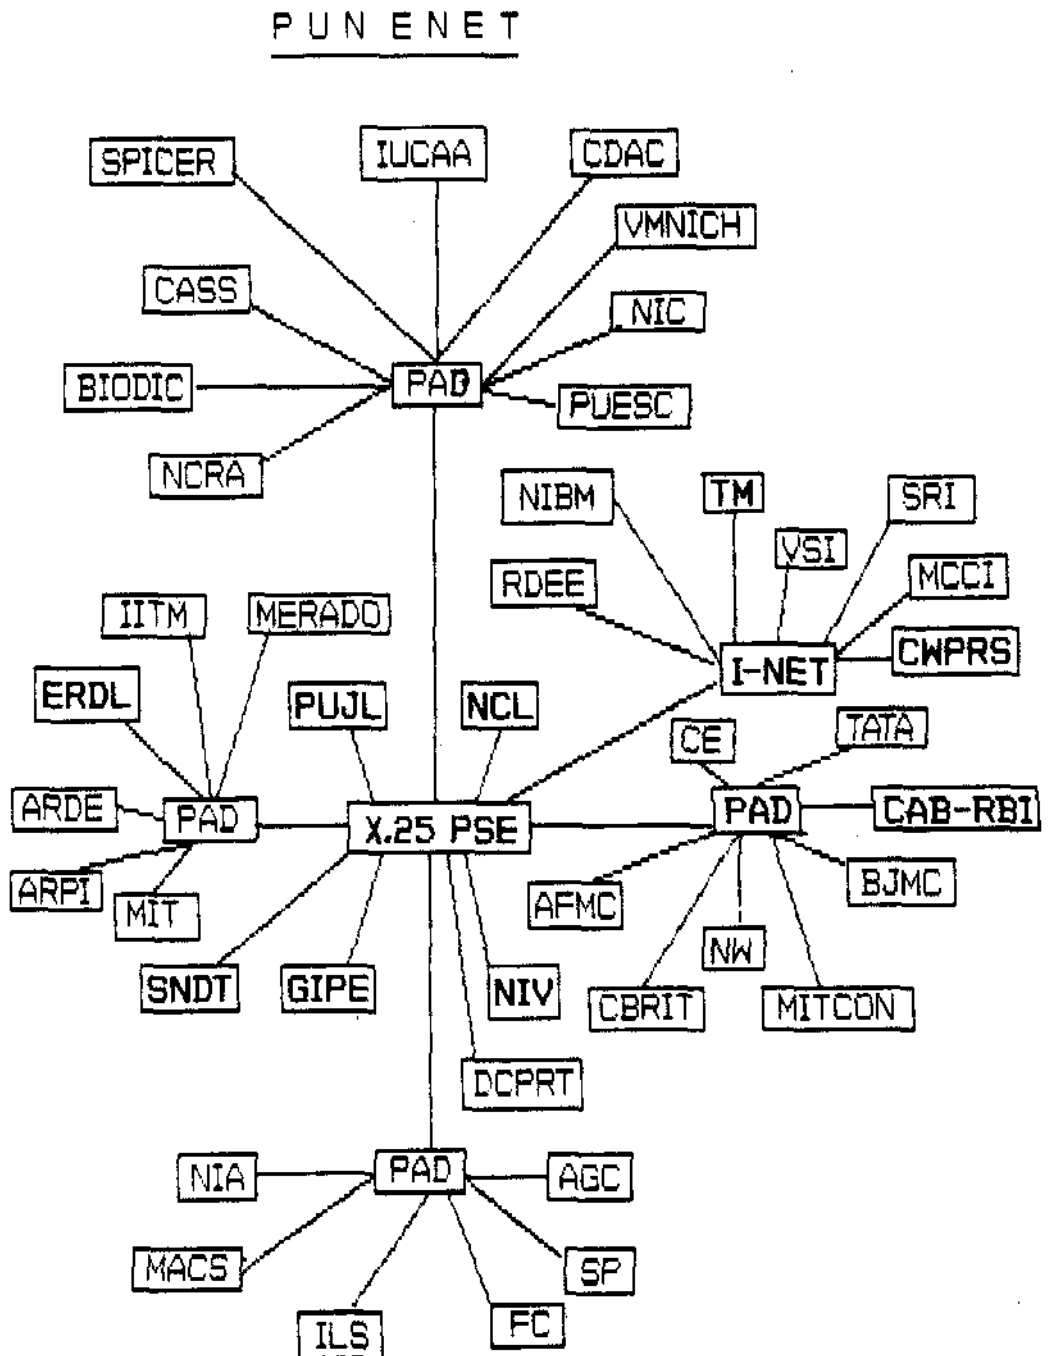 PUNENET
SPICER
IUCAA
CDAC
VMNICH
CASS
NIC
BIODIC
PAD
PUESC
NCRA
NIBM
TM
SRI
VSI
RDEE
MCCI
IITM
MERADO
CWPRS
I-NET
ERDL
PUJL
NCL
CE
TATA
ARDE
PAD
X.25 PSE
PAD
CAB-RBI
ARPI
MIT
AFMC
BJMC
NW
SNDT
GIPE
NIV
CBRIT
MITCON
DCPRT
NIA
PAD
AGC
MACS
SP
ILS
FC